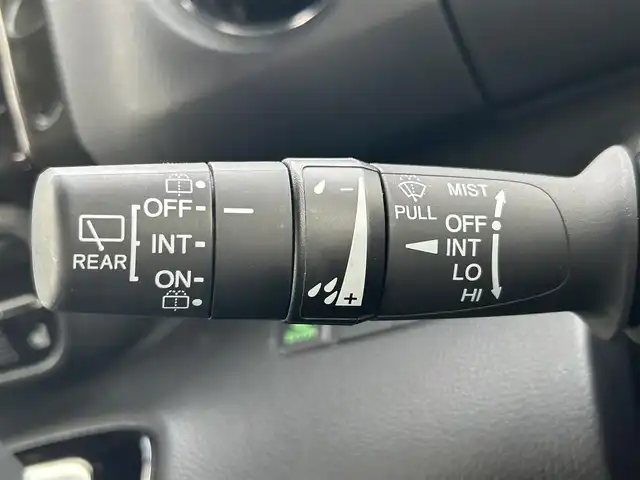 OFF
INT
REAR
ON
−
+
PULL
MIST
OFF
INT
LO
HI